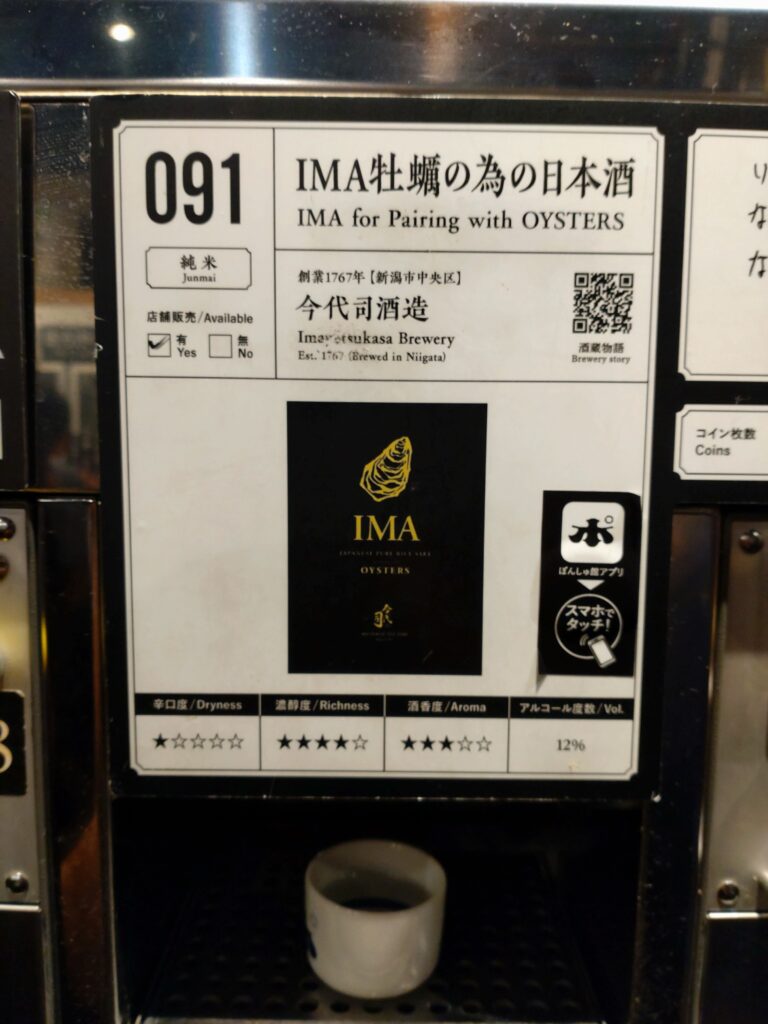 091
純米
Junmai
店舗販売/Available
有
Yes
無
No
IMA牡蠣の為の日本酒
IMA for Pairing with OYSTERS
創業1767年【新潟市中央区】
今代司酒造
Imayotsukasa Brewery
Est. 1767 (Brewed in Niigata)
酒蔵物語
Brewery story
IMA
JAPANESE PURE RICE SAKE
OYSTERS
ぽんしゅ館アプリ
スマホで
タッチ!
辛口度/Dryness
★☆☆☆☆
濃醇度/Richness
★★★★☆
酒香度/Aroma
★★★☆☆
アルコール度数/Vol.
12%
り
な
な
コイン枚数
Coins